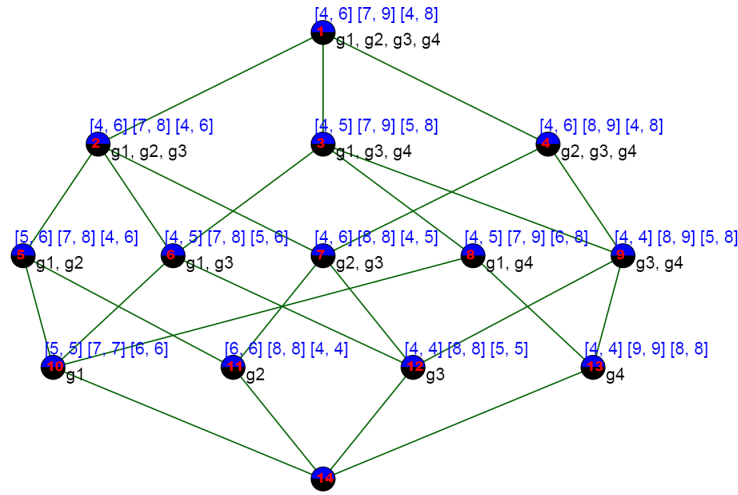 [4, 6] [7, 9] [4, 8]
1
g1, g2, g3, g4
[4, 6] [7, 8] [4, 6]
2
g1, g2, g3
[4, 5] [7, 9] [5, 8]
3
g1, g3, g4
[4, 6] [8, 9] [4, 8]
4
g2, g3, g4
[5, 6] [7, 8] [4, 6]
5
g1, g2
[4, 5] [7, 8] [5, 6]
6
g1, g3
[4, 6] [8, 8] [4, 5]
7
g2, g3
[4, 5] [7, 9] [6, 8]
8
g1, g4
[4, 4] [8, 9] [5, 8]
9
g3, g4
[5, 5] [7, 7] [6, 6]
10
g1
[6, 6] [8, 8] [4, 4]
11
g2
[4, 4] [8, 8] [5, 5]
12
g3
[4, 4] [9, 9] [8, 8]
13
g4
14